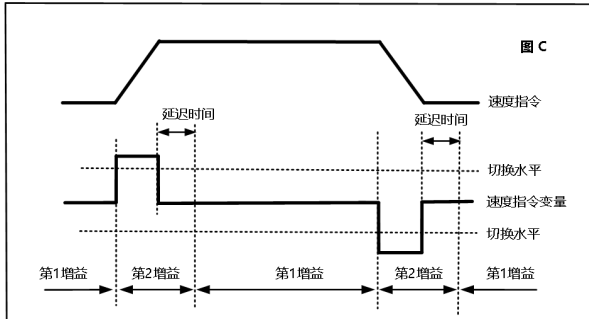 图 C
速度指令
延迟时间
延迟时间
切换水平
速度指令变量
切换水平
第1增益
第2增益
第1增益
第2增益
第1增益